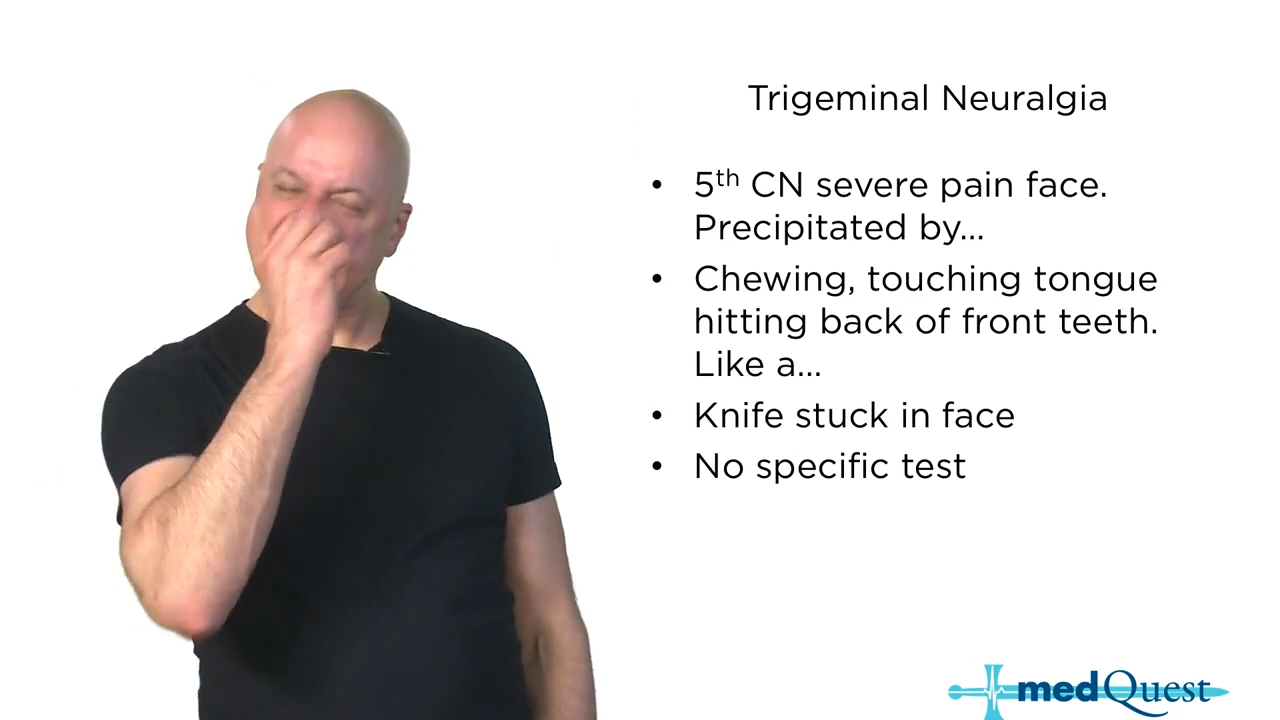 Trigeminal Neuralgia
• 5th CN severe pain face.
Precipitated by...
• Chewing, touching tongue
hitting back of front teeth.
Like a...
• Knife stuck in face
• No specific test
medQuest